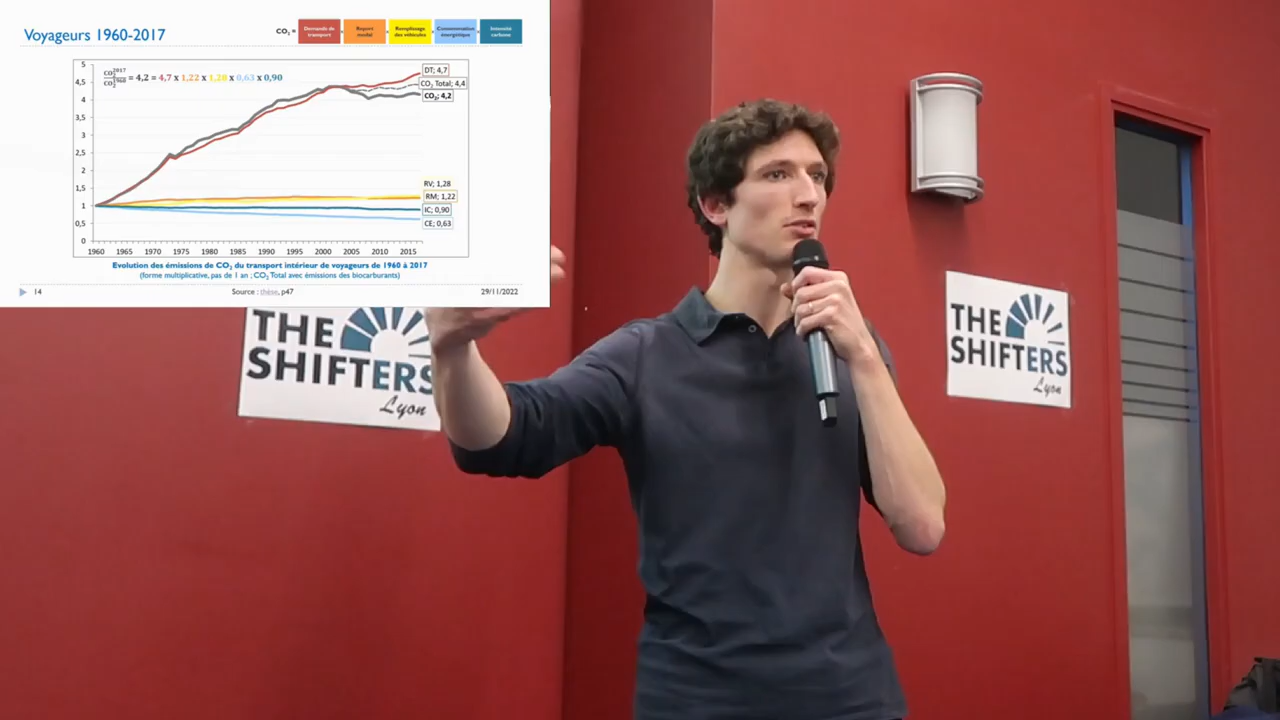 Voyageurs 1960-2017
CO₂ =
Demande de transport
Report modal
Remplissage des véhicules
Consommation énergétique
Intensité carbone
CO₂²⁰¹⁷ / CO₂¹⁹⁶⁰ = 4,2 = 4,7 x 1,22 x 1,28 x 0,63 x 0,90
5
4,5
4
3,5
3
2,5
2
1,5
1
0,5
0
DT; 4,7
CO₂ Total; 4,4
CO₂; 4,2
RV; 1,28
RM; 1,22
IC; 0,90
CE; 0,63
1960 1965 1970 1975 1980 1985 1990 1995 2000 2005 2010 2015
Evolution des émissions de CO₂ du transport intérieur de voyageurs de 1960 à 2017
(forme multiplicative, pas de 1 an ; CO₂ Total avec émissions des biocarburants)
14 Source : thèse, p47 29/11/2022
THE
SHIFTERS
Lyon
THE
SHIFTERS
Lyon